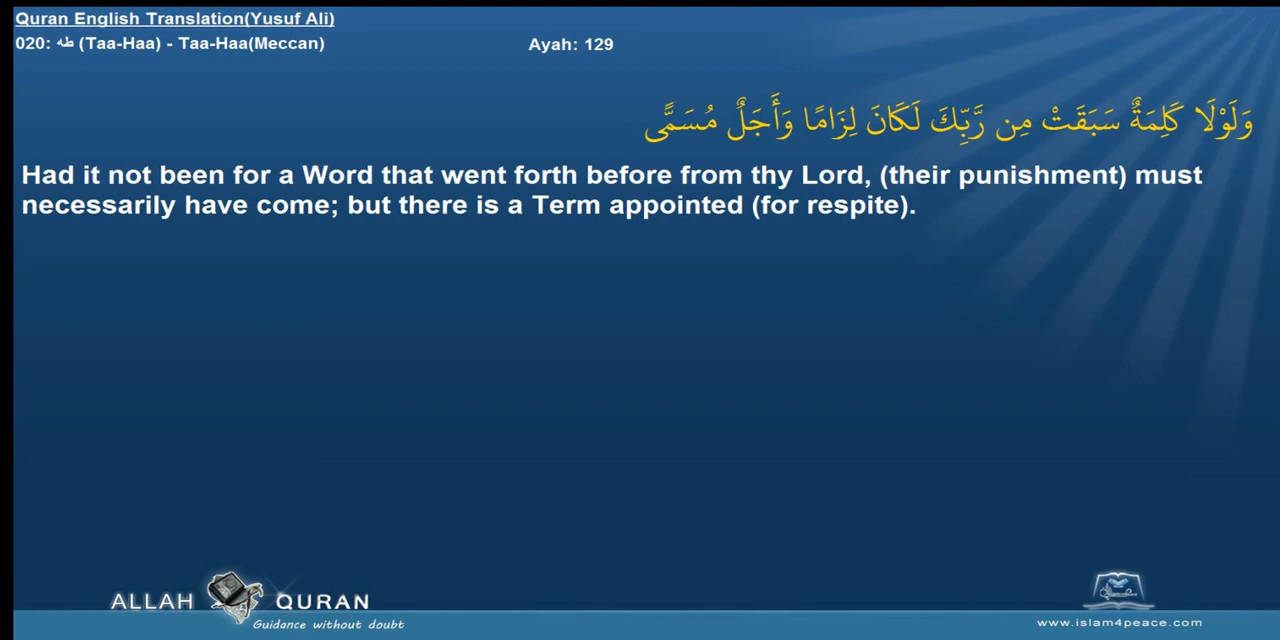 Quran English Translation(Yusuf Ali)
020: طه (Taa-Haa) - Taa-Haa(Meccan)
Ayah: 129
وَلَوْلَا كَلِمَةٌ سَبَقَتْ مِن رَّبِّكَ لَكَانَ لِزَامًا وَأَجَلٌ مُسَمًّى
Had it not been for a Word that went forth before from thy Lord, (their punishment) must
necessarily have come; but there is a Term appointed (for respite).
ALLAH QURAN
Guidance without doubt
www.islam4peace.com